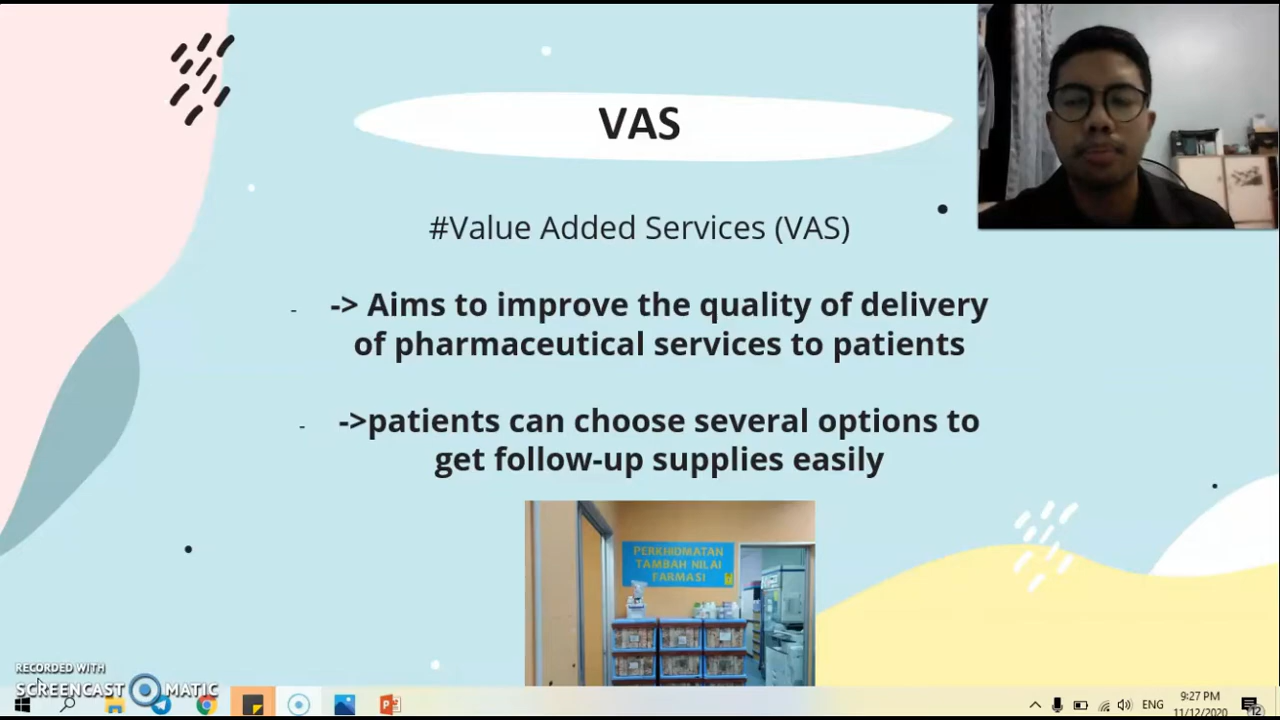 VAS
#Value Added Services (VAS)
- -> Aims to improve the quality of delivery
of pharmaceutical services to patients
- ->patients can choose several options to
get follow-up supplies easily
PERKHIDMATAN
TAMBAH NILAI
FARMASI
RECORDED WITH
SCREENCAST MATIC
ENG
9:27 PM
11/12/2020
12